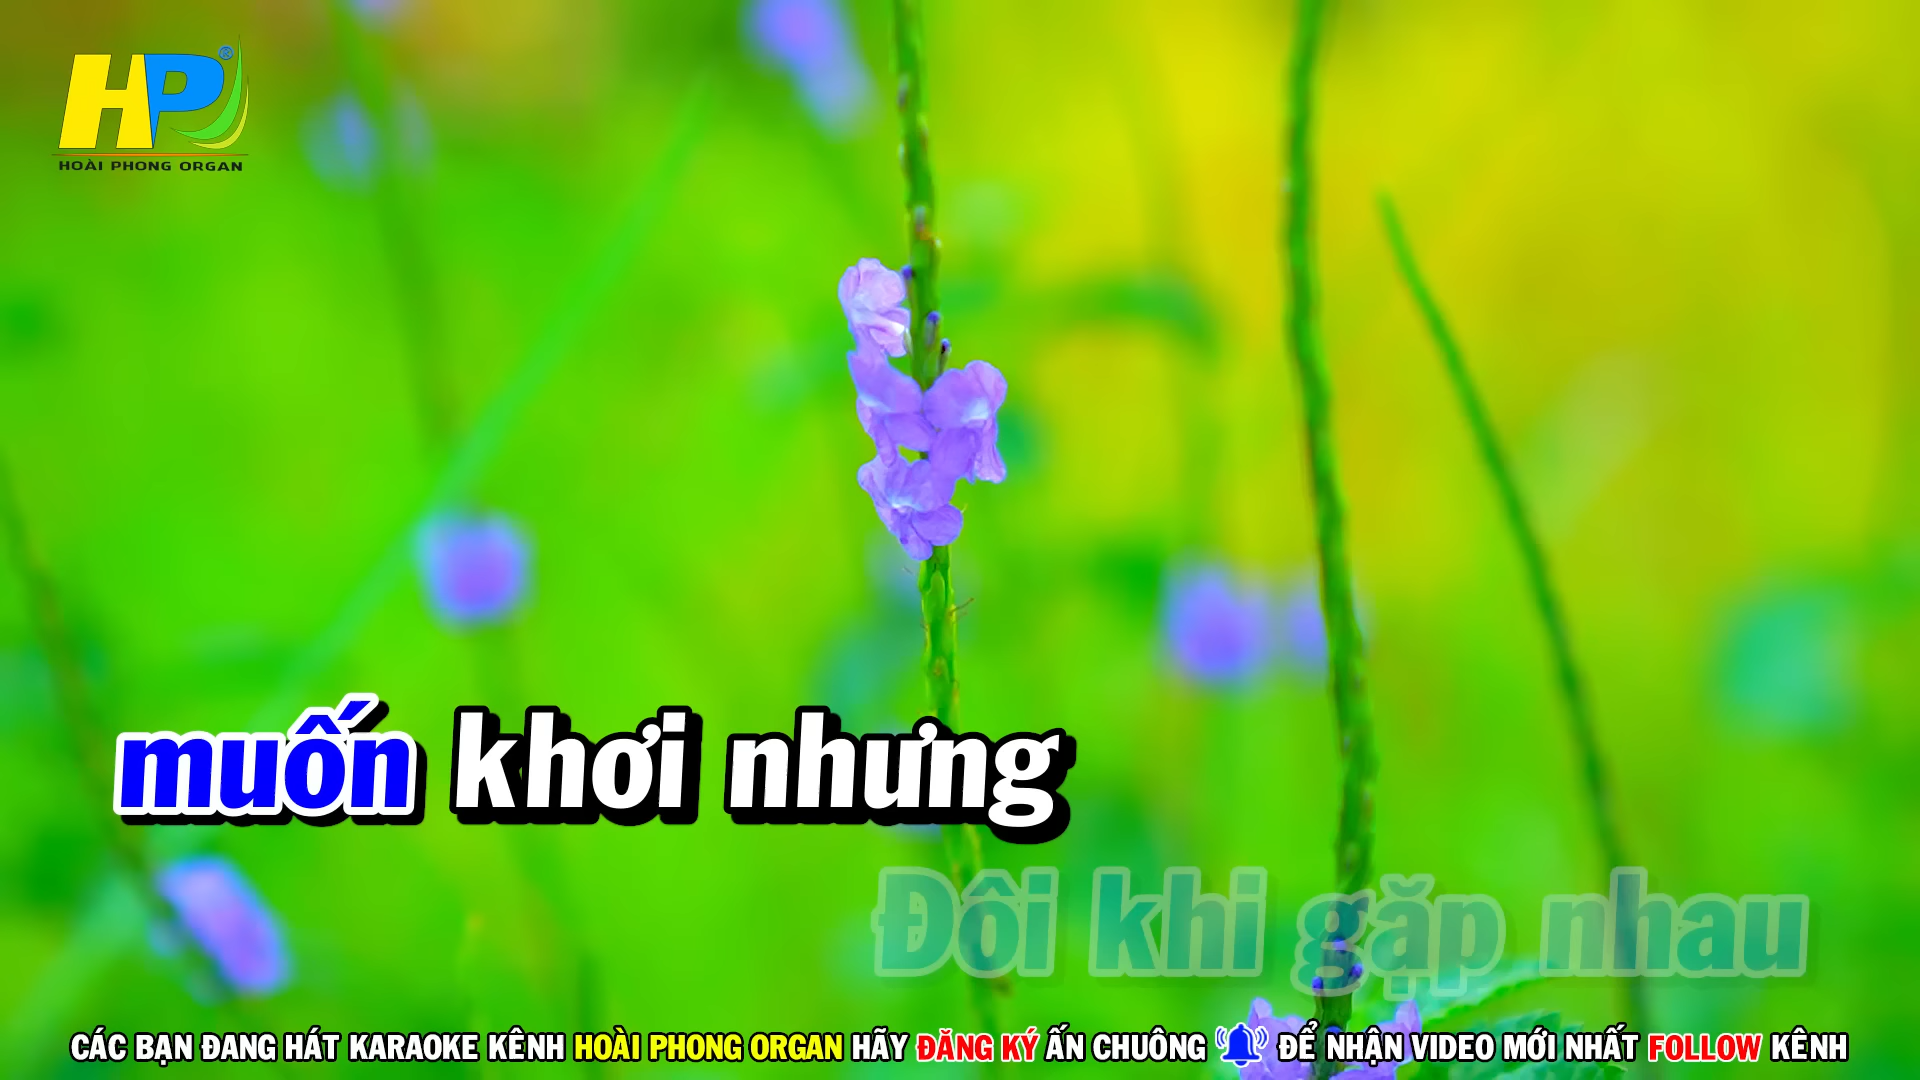 HP®
HOÀI PHONG ORGAN
muốn khơi nhưng
Đôi khi gặp nhau
CÁC BẠN ĐANG HÁT KARAOKE KÊNH HOÀI PHONG ORGAN HÃY ĐĂNG KÝ ẤN CHUÔNG ĐỂ NHẬN VIDEO MỚI NHẤT FOLLOW KÊNH